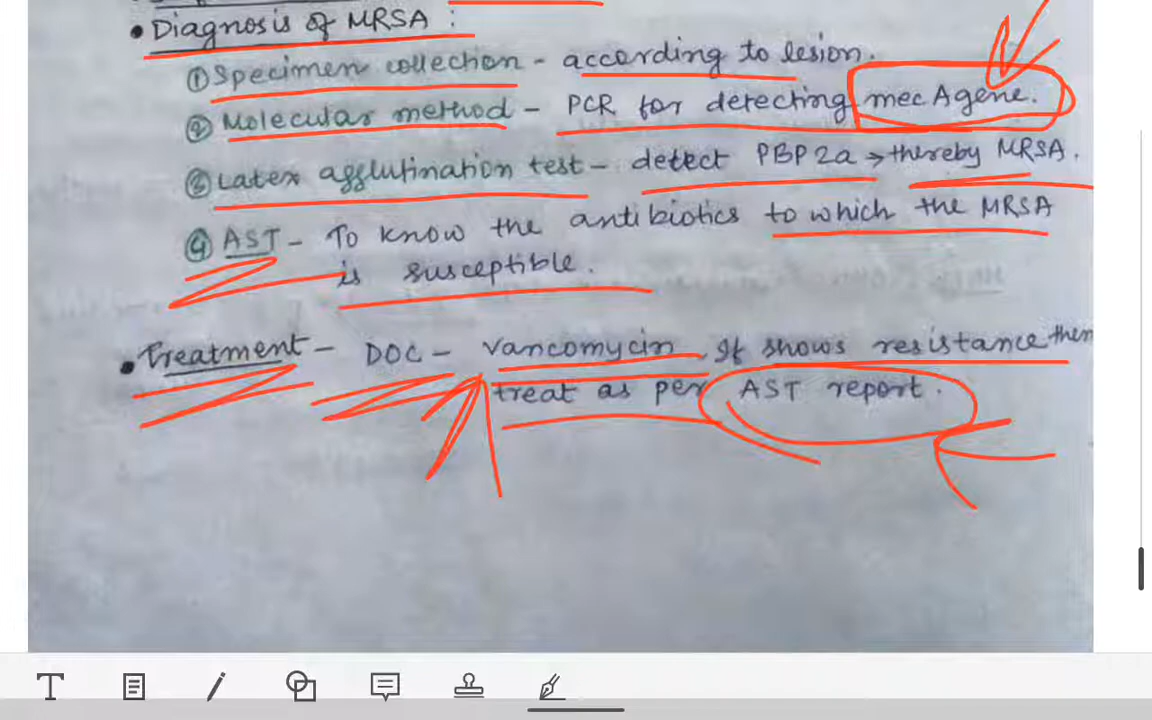 • Diagnosis of MRSA :
① Specimen collection - according to lesion.
② Molecular method - PCR for detecting mecA gene.
③ Latex agglutination test - detect PBP2a → thereby MRSA.
④ AST - To know the antibiotics to which the MRSA
is susceptible.
• Treatment - DOC - Vancomycin. If shows resistance then
treat as per AST report.
T